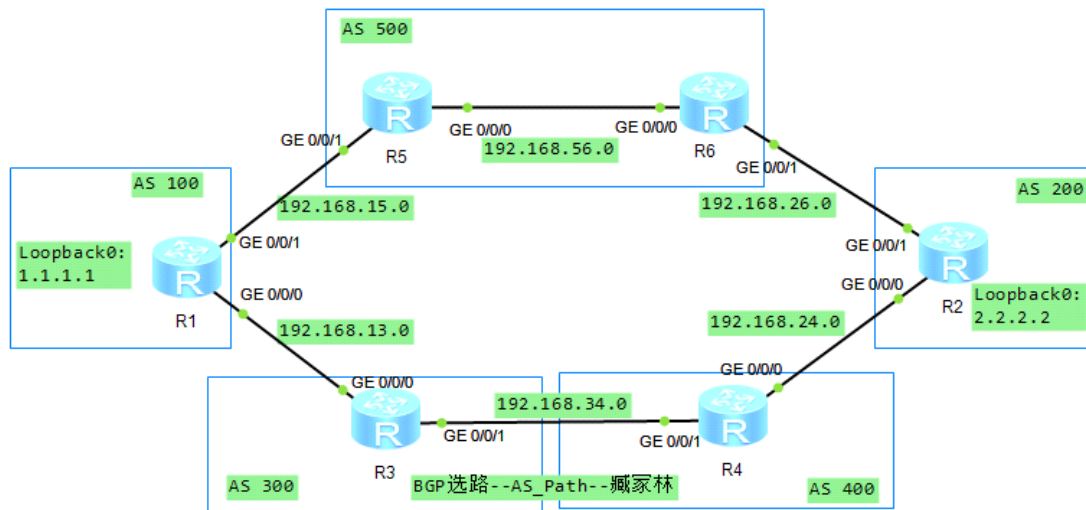 AS 500
GE 0/0/1
R5
GE 0/0/0
GE 0/0/0
R6
192.168.56.0
GE 0/0/1
AS 100
192.168.15.0
192.168.26.0
AS 200
Loopback0:
1.1.1.1
GE 0/0/1
GE 0/0/1
R1
GE 0/0/0
GE 0/0/0
R2
Loopback0:
2.2.2.2
192.168.13.0
192.168.24.0
GE 0/0/0
GE 0/0/0
192.168.34.0
R3
GE 0/0/1
GE 0/0/1
R4
AS 300
BGP选路--AS_Path--臧冢林
AS 400